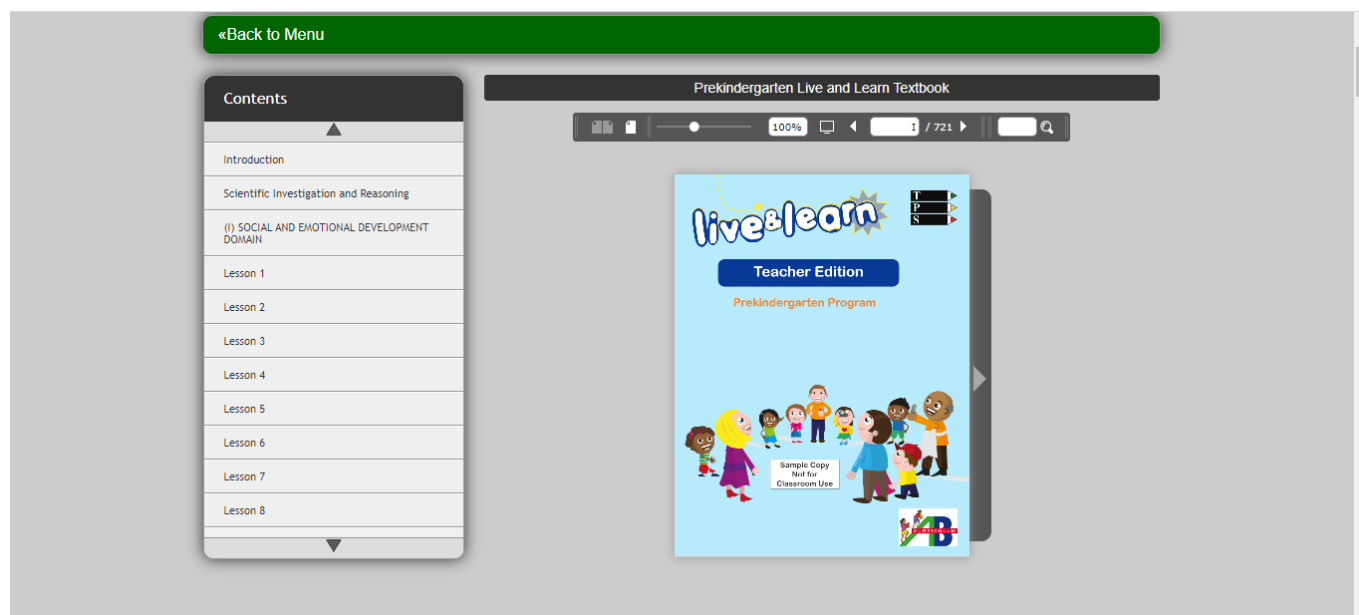 «Back to Menu
Contents
Introduction
Scientific Investigation and Reasoning
(I) SOCIAL AND EMOTIONAL DEVELOPMENT
DOMAIN
Lesson 1
Lesson 2
Lesson 3
Lesson 4
Lesson 5
Lesson 6
Lesson 7
Lesson 8
Prekindergarten Live and Learn Textbook
100%
I / 721
live&learn
T
P
S
Teacher Edition
Prekindergarten Program
Sample Copy
Not for
Classroom Use
AB